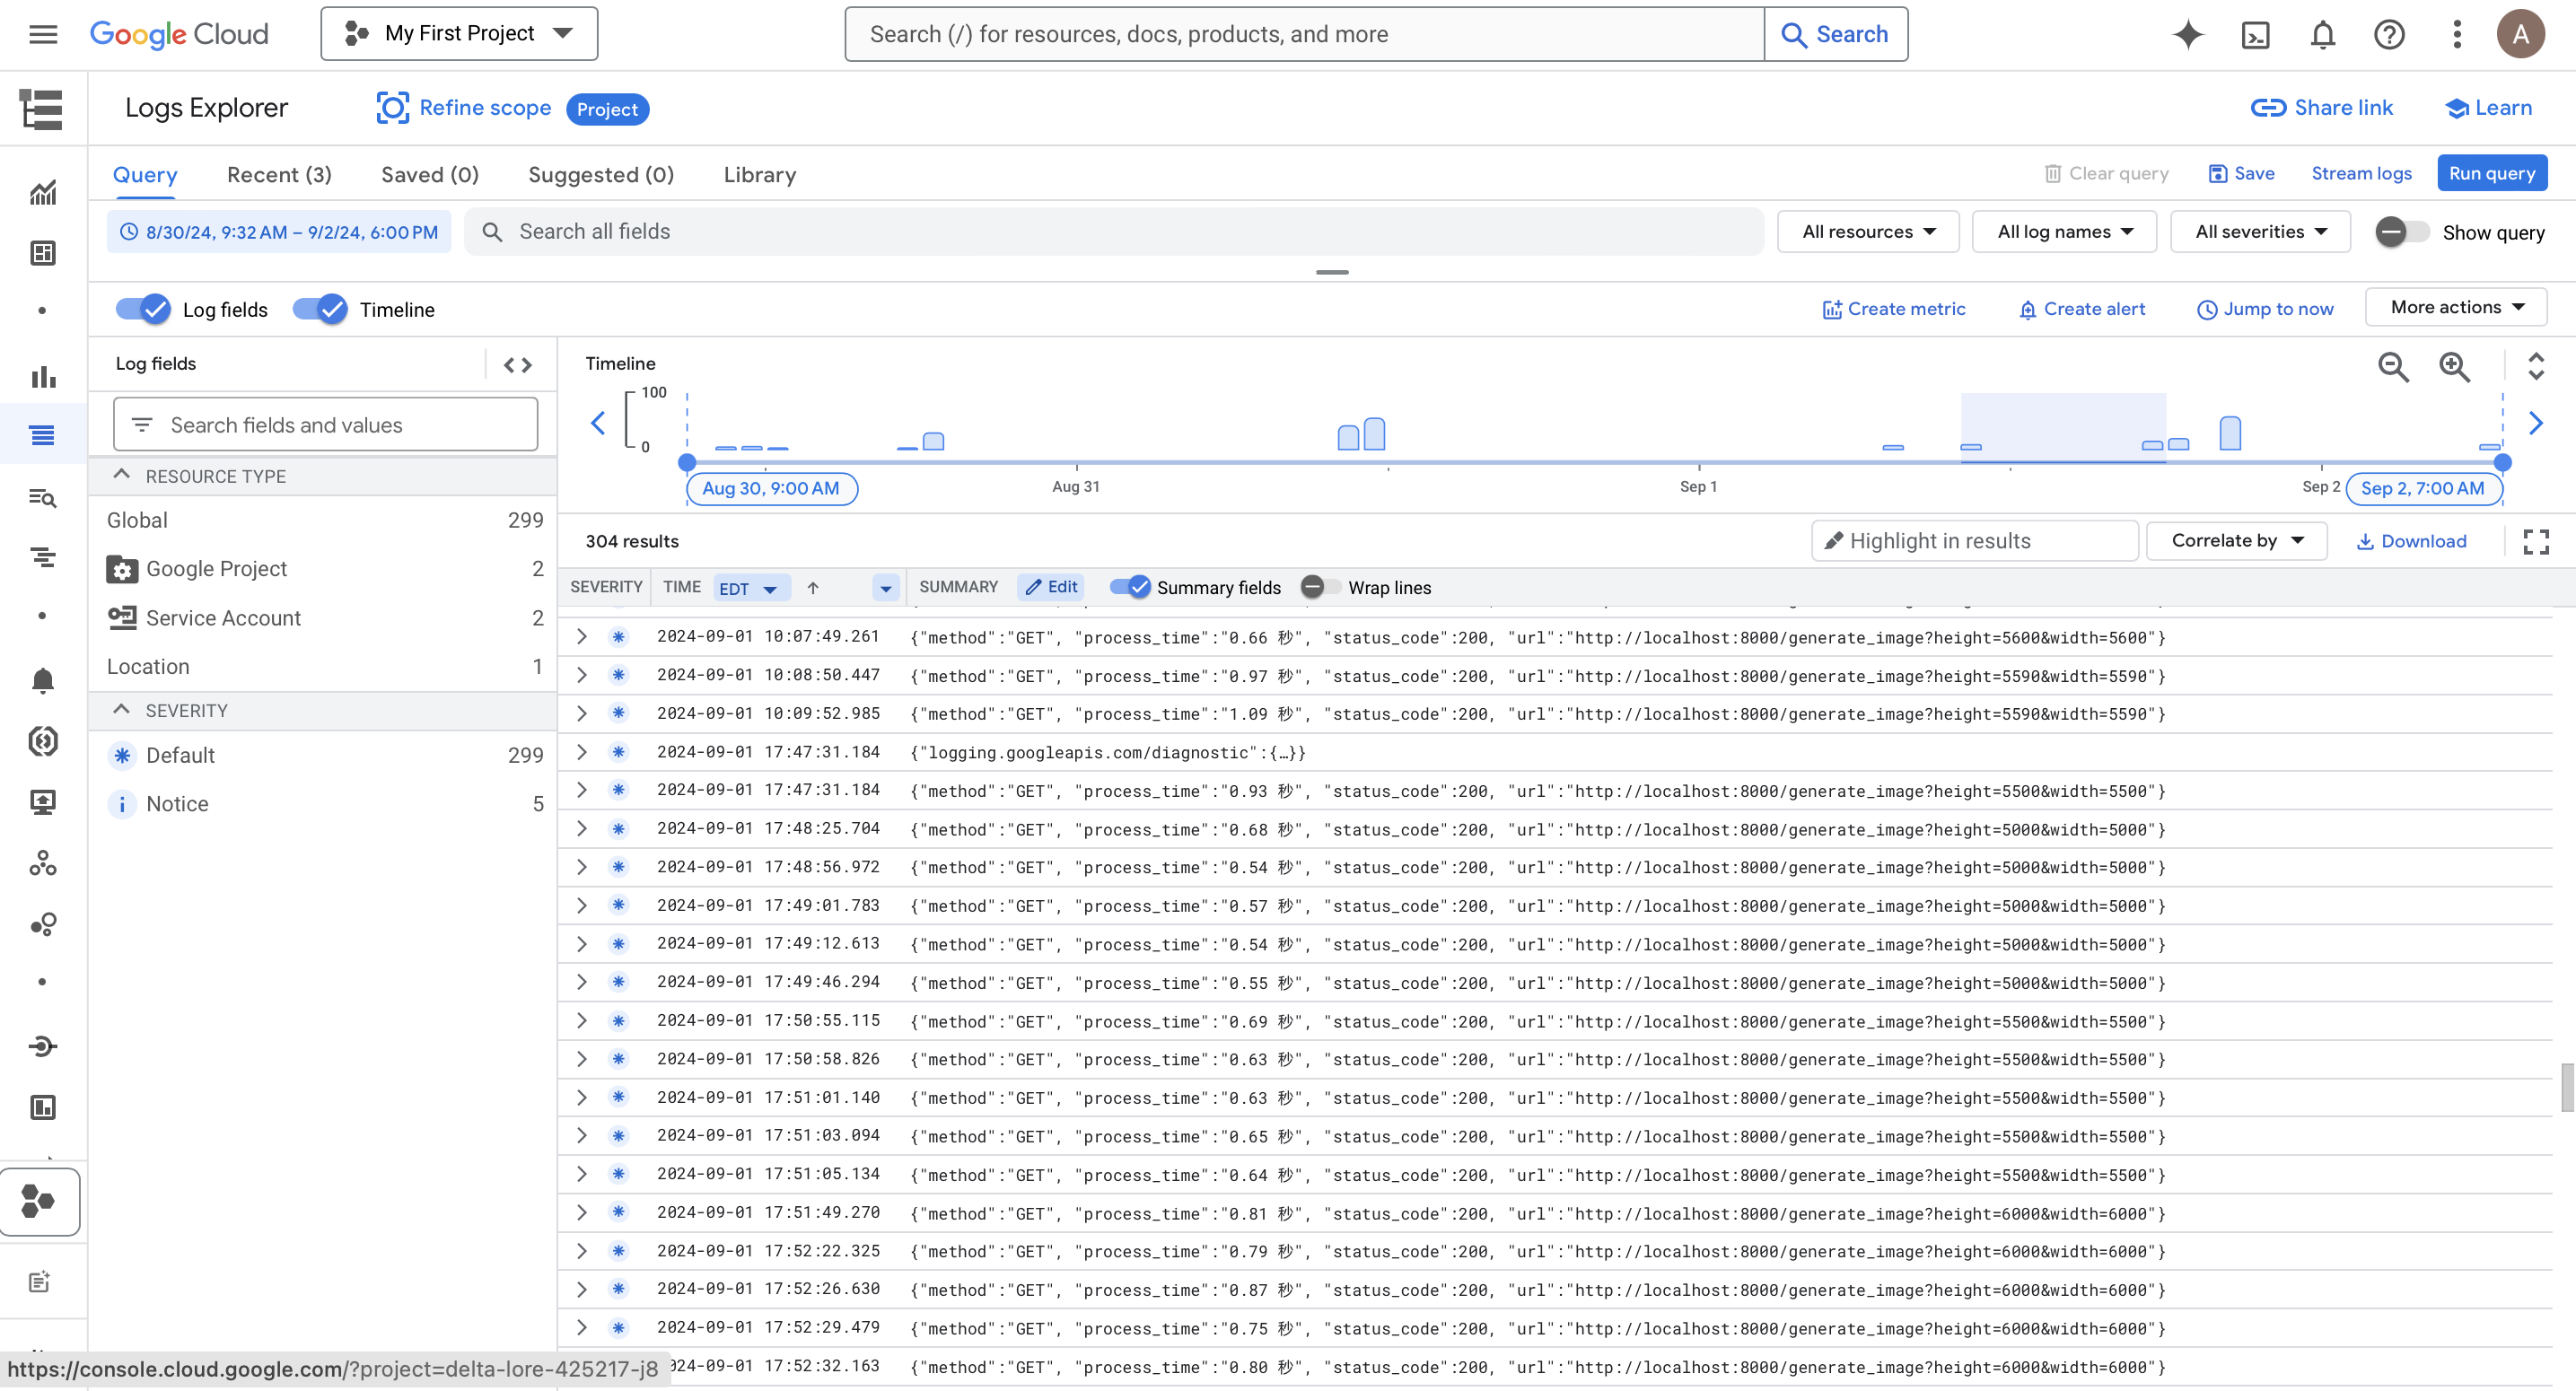 Google Cloud
My First Project
Search (/) for resources, docs, products, and more
Search
A
Logs Explorer
Refine scope
Project
Share link
Learn
Query
Recent (3)
Saved (0)
Suggested (0)
Library
Clear query
Save
Stream logs
Run query
8/30/24, 9:32 AM – 9/2/24, 6:00 PM
Search all fields
All resources
All log names
All severities
Show query
Log fields
Timeline
Create metric
Create alert
Jump to now
More actions
Log fields
Search fields and values
RESOURCE TYPE
Global 299
Google Project 2
Service Account 2
Location 1
SEVERITY
Default 299
Notice 5
Timeline
100
0
Aug 30, 9:00 AM
Aug 31
Sep 1
Sep 2
Sep 2, 7:00 AM
304 results
Highlight in results
Correlate by
Download
SEVERITY TIME EDT SUMMARY Edit Summary fields Wrap lines
2024-09-01 10:07:49.261 {"method":"GET", "process_time":"0.66 秒", "status_code":200, "url":"http://localhost:8000/generate_image?height=5600&width=5600"}
2024-09-01 10:08:50.447 {"method":"GET", "process_time":"0.97 秒", "status_code":200, "url":"http://localhost:8000/generate_image?height=5590&width=5590"}
2024-09-01 10:09:52.985 {"method":"GET", "process_time":"1.09 秒", "status_code":200, "url":"http://localhost:8000/generate_image?height=5590&width=5590"}
2024-09-01 17:47:31.184 {"logging.googleapis.com/diagnostic":{…}}
2024-09-01 17:47:31.184 {"method":"GET", "process_time":"0.93 秒", "status_code":200, "url":"http://localhost:8000/generate_image?height=5500&width=5500"}
2024-09-01 17:48:25.704 {"method":"GET", "process_time":"0.68 秒", "status_code":200, "url":"http://localhost:8000/generate_image?height=5000&width=5000"}
2024-09-01 17:48:56.972 {"method":"GET", "process_time":"0.54 秒", "status_code":200, "url":"http://localhost:8000/generate_image?height=5000&width=5000"}
2024-09-01 17:49:01.783 {"method":"GET", "process_time":"0.57 秒", "status_code":200, "url":"http://localhost:8000/generate_image?height=5000&width=5000"}
2024-09-01 17:49:12.613 {"method":"GET", "process_time":"0.54 秒", "status_code":200, "url":"http://localhost:8000/generate_image?height=5000&width=5000"}
2024-09-01 17:49:46.294 {"method":"GET", "process_time":"0.55 秒", "status_code":200, "url":"http://localhost:8000/generate_image?height=5000&width=5000"}
2024-09-01 17:50:55.115 {"method":"GET", "process_time":"0.69 秒", "status_code":200, "url":"http://localhost:8000/generate_image?height=5500&width=5500"}
2024-09-01 17:50:58.826 {"method":"GET", "process_time":"0.63 秒", "status_code":200, "url":"http://localhost:8000/generate_image?height=5500&width=5500"}
2024-09-01 17:51:01.140 {"method":"GET", "process_time":"0.63 秒", "status_code":200, "url":"http://localhost:8000/generate_image?height=5500&width=5500"}
2024-09-01 17:51:03.094 {"method":"GET", "process_time":"0.65 秒", "status_code":200, "url":"http://localhost:8000/generate_image?height=5500&width=5500"}
2024-09-01 17:51:05.134 {"method":"GET", "process_time":"0.64 秒", "status_code":200, "url":"http://localhost:8000/generate_image?height=5500&width=5500"}
2024-09-01 17:51:49.270 {"method":"GET", "process_time":"0.81 秒", "status_code":200, "url":"http://localhost:8000/generate_image?height=6000&width=6000"}
2024-09-01 17:52:22.325 {"method":"GET", "process_time":"0.79 秒", "status_code":200, "url":"http://localhost:8000/generate_image?height=6000&width=6000"}
2024-09-01 17:52:26.630 {"method":"GET", "process_time":"0.87 秒", "status_code":200, "url":"http://localhost:8000/generate_image?height=6000&width=6000"}
2024-09-01 17:52:29.479 {"method":"GET", "process_time":"0.75 秒", "status_code":200, "url":"http://localhost:8000/generate_image?height=6000&width=6000"}
24-09-01 17:52:32.163 {"method":"GET", "process_time":"0.80 秒", "status_code":200, "url":"http://localhost:8000/generate_image?height=6000&width=6000"}
https://console.cloud.google.com/?project=delta-lore-425217-j8